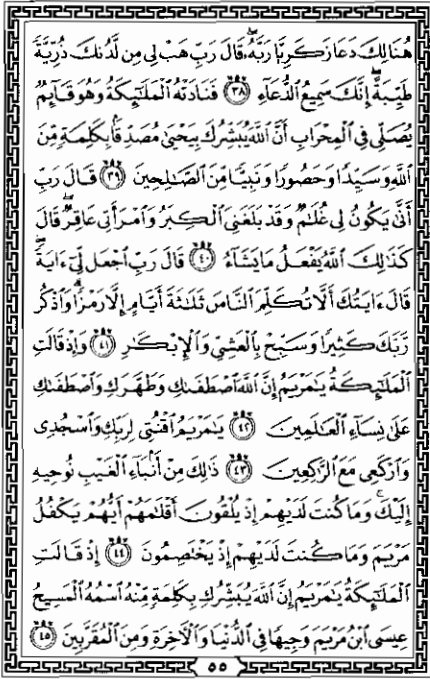 هُنَالِكَ دَعَا زَكَرِيَّا رَبَّهُۥ ۖ قَالَ رَبِّ هَبْ لِى مِن لَّدُنكَ ذُرِّيَّةً
طَيِّبَةً ۖ إِنَّكَ سَمِيعُ ٱلدُّعَآءِ ﴿٣٨﴾ فَنَادَتْهُ ٱلْمَلَـٰٓئِكَةُ وَهُوَ قَآئِمٌ
يُصَلِّى فِى ٱلْمِحْرَابِ أَنَّ ٱللَّهَ يُبَشِّرُكَ بِيَحْيَىٰ مُصَدِّقًۢا بِكَلِمَةٍ مِّنَ
ٱللَّهِ وَسَيِّدًا وَحَصُورًا وَنَبِيًّا مِّنَ ٱلصَّـٰلِحِينَ ﴿٣٩﴾ قَالَ رَبِّ
أَنَّىٰ يَكُونُ لِى غُلَـٰمٌ وَقَدْ بَلَغَنِىَ ٱلْكِبَرُ وَٱمْرَأَتِى عَاقِرٌ ۖ قَالَ
كَذَٰلِكَ ٱللَّهُ يَفْعَلُ مَا يَشَآءُ ﴿٤٠﴾ قَالَ رَبِّ ٱجْعَل لِّىٓ ءَايَةً ۖ
قَالَ ءَايَتُكَ أَلَّا تُكَلِّمَ ٱلنَّاسَ ثَلَـٰثَةَ أَيَّامٍ إِلَّا رَمْزًا ۗ وَٱذْكُر
رَّبَّكَ كَثِيرًا وَسَبِّحْ بِٱلْعَشِىِّ وَٱلْإِبْكَـٰرِ ﴿٤١﴾ وَإِذْ قَالَتِ
ٱلْمَلَـٰٓئِكَةُ يَـٰمَرْيَمُ إِنَّ ٱللَّهَ ٱصْطَفَىٰكِ وَطَهَّرَكِ وَٱصْطَفَىٰكِ
عَلَىٰ نِسَآءِ ٱلْعَـٰلَمِينَ ﴿٤٢﴾ يَـٰمَرْيَمُ ٱقْنُتِى لِرَبِّكِ وَٱسْجُدِى
وَٱرْكَعِى مَعَ ٱلرَّٰكِعِينَ ﴿٤٣﴾ ذَٰلِكَ مِنْ أَنۢبَآءِ ٱلْغَيْبِ نُوحِيهِ
إِلَيْكَ ۚ وَمَا كُنتَ لَدَيْهِمْ إِذْ يُلْقُونَ أَقْلَـٰمَهُمْ أَيُّهُمْ يَكْفُلُ
مَرْيَمَ وَمَا كُنتَ لَدَيْهِمْ إِذْ يَخْتَصِمُونَ ﴿٤٤﴾ إِذْ قَالَتِ
ٱلْمَلَـٰٓئِكَةُ يَـٰمَرْيَمُ إِنَّ ٱللَّهَ يُبَشِّرُكِ بِكَلِمَةٍ مِّنْهُ ٱسْمُهُ ٱلْمَسِيحُ
عِيسَى ٱبْنُ مَرْيَمَ وَجِيهًا فِى ٱلدُّنْيَا وَٱلْـَٔاخِرَةِ وَمِنَ ٱلْمُقَرَّبِينَ ﴿٤٥﴾
٥٥